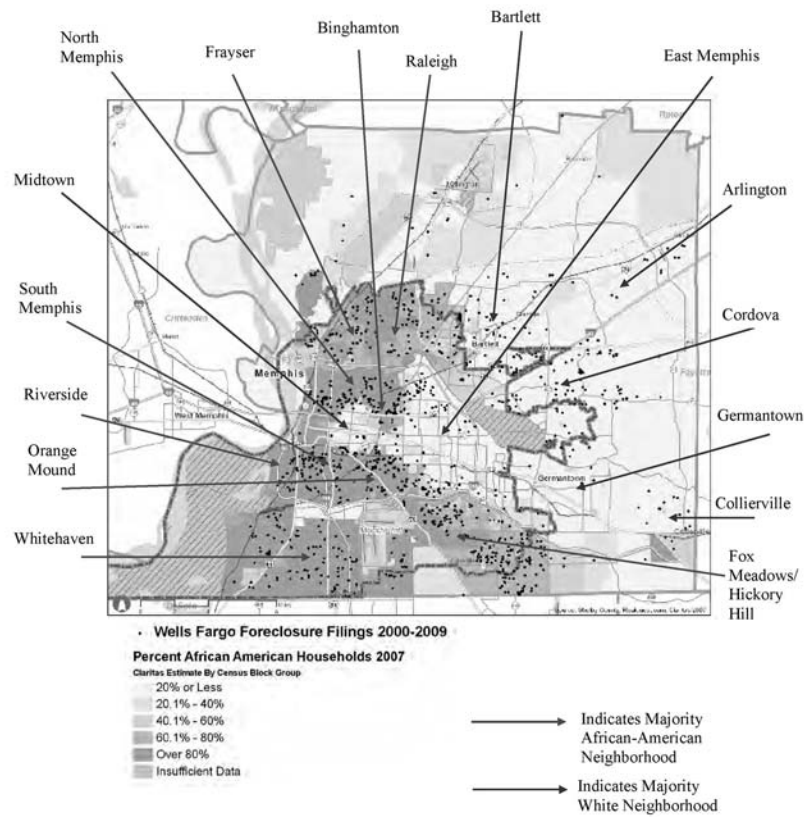 Binghamton
Bartlett
North
Memphis
Frayser
Raleigh
East Memphis
Midtown
Arlington
South
Memphis
Cordova
Riverside
Germantown
Orange
Mound
Collierville
Whitehaven
Fox
Meadows/
Hickory
Hill
Arlington
Bartlett
Memphis
West Memphis
Germantown
• Wells Fargo Foreclosure Filings 2000-2009
Percent African American Households 2007
Claritas Estimate By Census Block Group
20% or Less
20.1% - 40%
40.1% - 60%
60.1% - 80%
Over 80%
Insufficient Data
Indicates Majority
African-American
Neighborhood
Indicates Majority
White Neighborhood